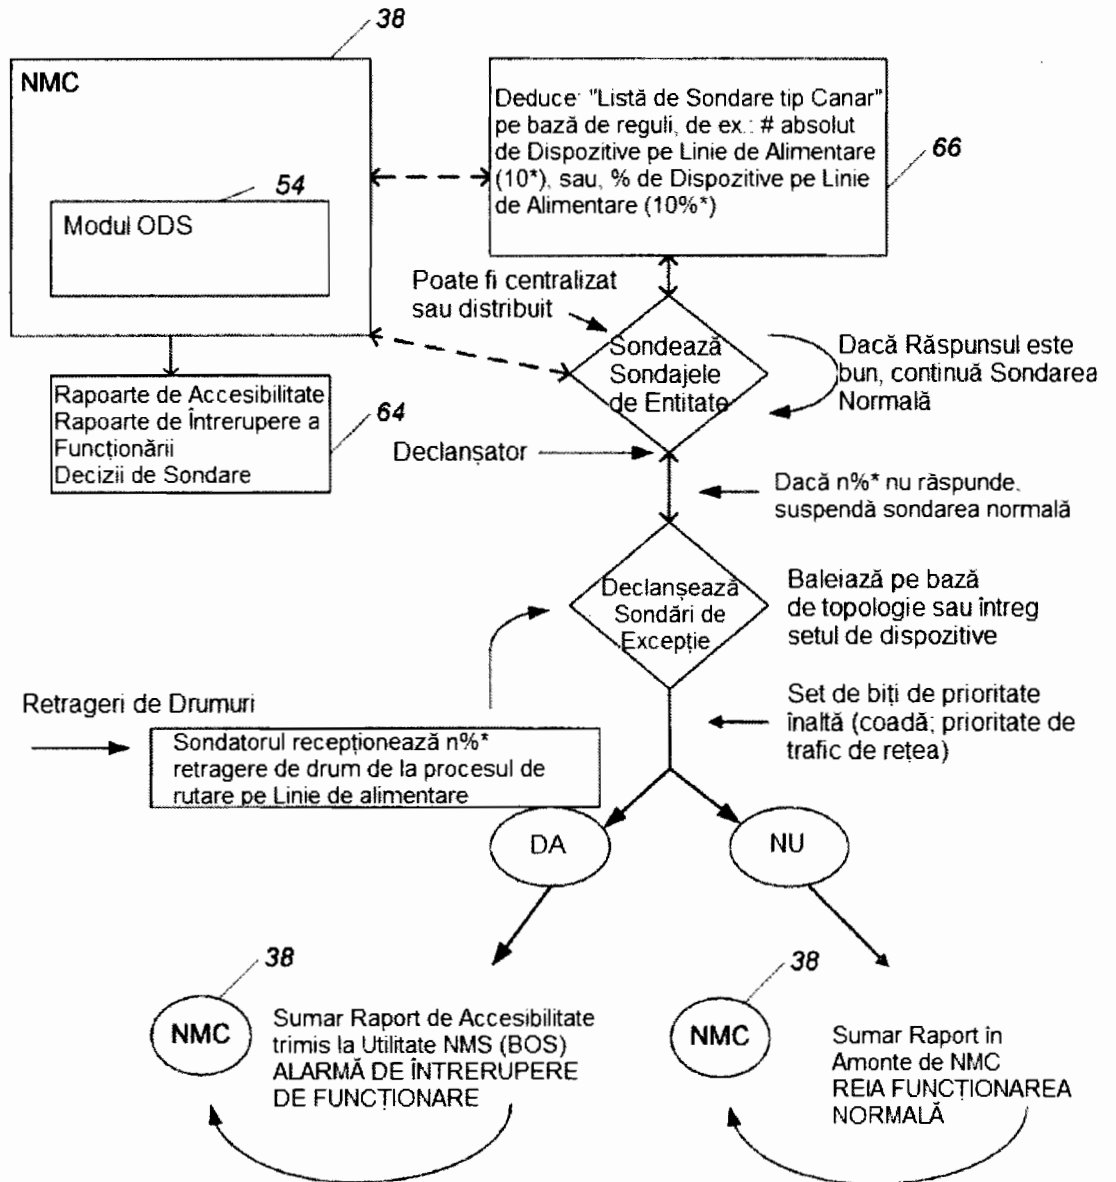 38
NMC
Deduce: "Listă de Sondare tip Canar"
pe bază de reguli, de ex.: # absolut
de Dispozitive pe Linie de Alimentare
(10*), sau, % de Dispozitive pe Linie
de Alimentare (10%*)
66
54
Modul ODS
Poate fi centralizat
sau distribuit
Sondează
Sondajele
de Entitate
Dacă Răspunsul este
bun, continuă Sondarea
Normală
Rapoarte de Accesibilitate
Rapoarte de Întrerupere a
Funcționării
Decizii de Sondare
64
Declanșator
Dacă n%* nu răspunde,
suspendă sondarea normală
Declanșează
Sondări de
Excepție
Baleiază pe bază
de topologie sau întreg
setul de dispozitive
Retrageri de Drumuri
Sondatorul recepționează n%*
retragere de drum de la procesul de
rutare pe Linie de alimentare
Set de biți de prioritate
înaltă (coadă; prioritate de
trafic de rețea)
DA
NU
38
NMC
Sumar Raport de Accesibilitate
trimis la Utilitate NMS (BOS)
ALARMĂ DE ÎNTRERUPERE
DE FUNCȚIONARE
38
NMC
Sumar Raport în
Amonte de NMC
REIA FUNCȚIONAREA
NORMALĂ